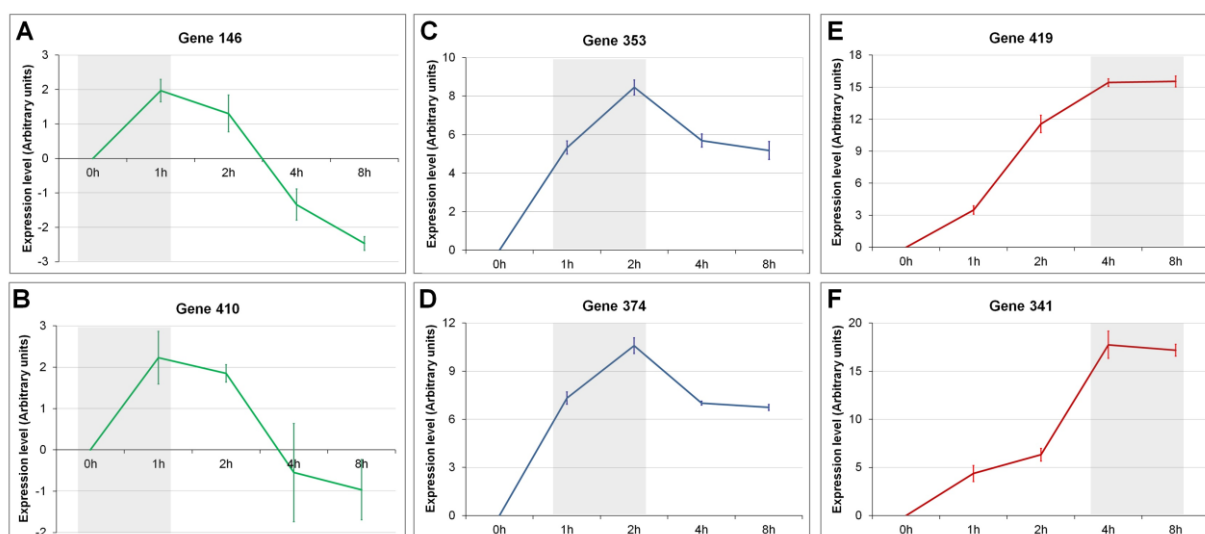 A
Gene 146
Expression level (Arbitrary units)
3
2
1
0
-1
-2
-3
0h 1h 2h 4h 8h
B
Gene 410
Expression level (Arbitrary units)
3
2
1
0
-1
-2
0h 1h 2h 4h 8h
C
Gene 353
Expression level (Arbitrary units)
10
8
6
4
2
0
0h 1h 2h 4h 8h
D
Gene 374
Expression level (Arbitrary units)
12
9
6
3
0
0h 1h 2h 4h 8h
E
Gene 419
Expression level (Arbitrary units)
18
15
12
9
6
3
0
0h 1h 2h 4h 8h
F
Gene 341
Expression level (Arbitrary units)
20
15
10
5
0
0h 1h 2h 4h 8h